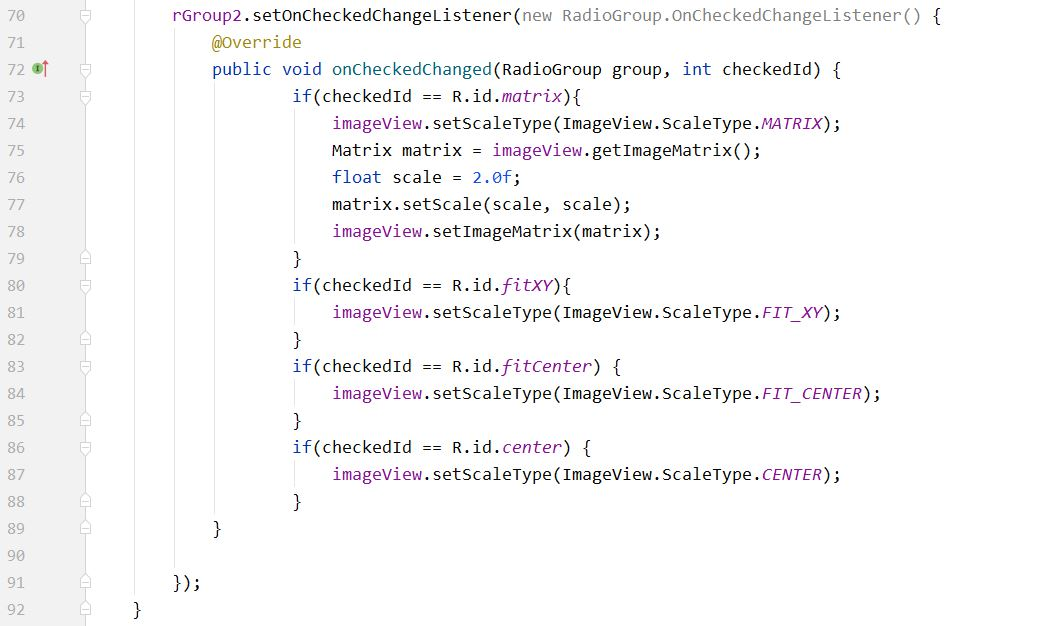 70 rGroup2.setOnCheckedChangeListener(new RadioGroup.OnCheckedChangeListener() {
71 @Override
72 public void onCheckedChanged(RadioGroup group, int checkedId) {
73 if(checkedId == R.id.matrix){
74 imageView.setScaleType(ImageView.ScaleType.MATRIX);
75 Matrix matrix = imageView.getImageMatrix();
76 float scale = 2.0f;
77 matrix.setScale(scale, scale);
78 imageView.setImageMatrix(matrix);
79 }
80 if(checkedId == R.id.fitXY){
81 imageView.setScaleType(ImageView.ScaleType.FIT_XY);
82 }
83 if(checkedId == R.id.fitCenter) {
84 imageView.setScaleType(ImageView.ScaleType.FIT_CENTER);
85 }
86 if(checkedId == R.id.center) {
87 imageView.setScaleType(ImageView.ScaleType.CENTER);
88 }
89 }
90
91 });
92 }